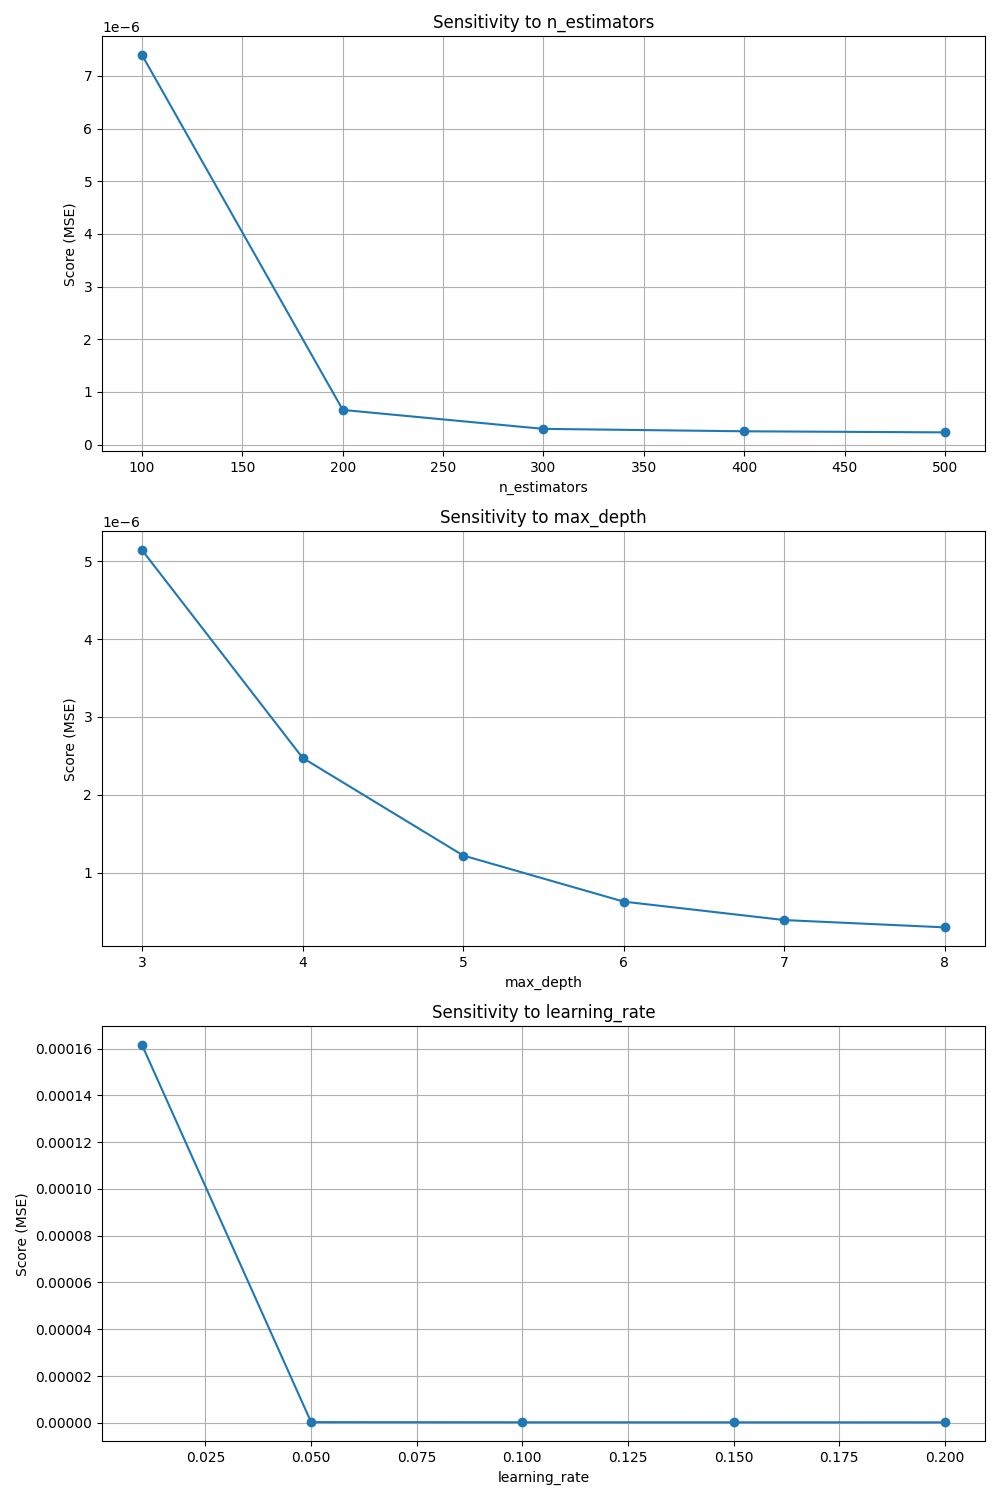 Sensitivity to n_estimators
1e−6
7
6
5
4
3
2
1
0
Score (MSE)
100 150 200 250 300 350 400 450 500
n_estimators
Sensitivity to max_depth
1e−6
5
4
3
2
1
Score (MSE)
3 4 5 6 7 8
max_depth
Sensitivity to learning_rate
0.00016
0.00014
0.00012
0.00010
0.00008
0.00006
0.00004
0.00002
0.00000
Score (MSE)
0.025 0.050 0.075 0.100 0.125 0.150 0.175 0.200
learning_rate